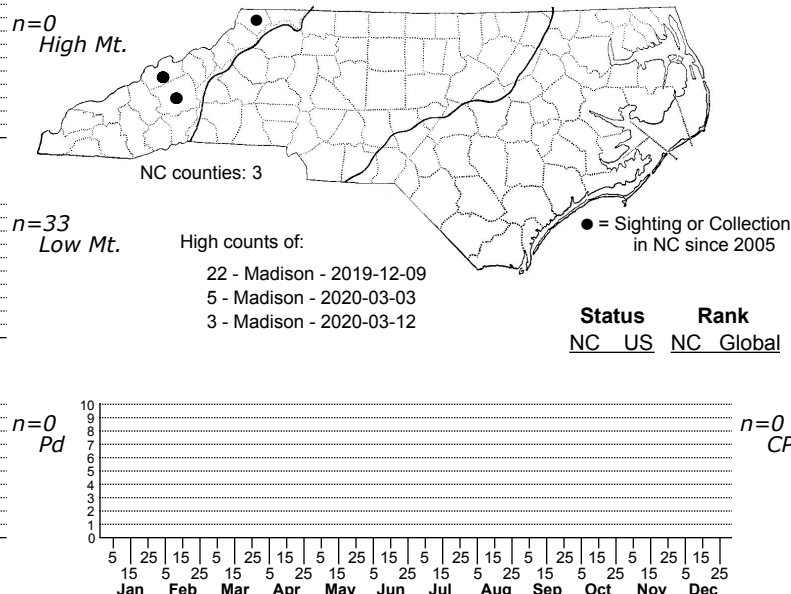 n=0
High Mt.
NC counties: 3
n=33
Low Mt.
● = Sighting or Collection
in NC since 2005
High counts of:
22 - Madison - 2019-12-09
5 - Madison - 2020-03-03
3 - Madison - 2020-03-12
Status Rank
NC US NC Global
n=0
Pd
n=0
CP
10
9
8
7
6
5
4
3
2
1
0
5 25 15 5 25 15 5 25 15 5 25 15 5 25 15 5 25 15
15 5 25 15 5 25 15 5 25 15 5 25 15 5 25 15 5 25
Jan Feb Mar Apr May Jun Jul Aug Sep Oct Nov Dec